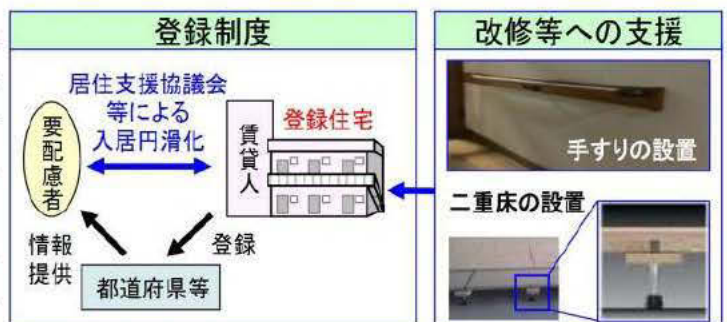 登録制度
居住支援協議会
等による
入居円滑化
要配慮者
賃貸人
登録住宅
情報
提供
登録
都道府県等
改修等への支援
手すりの設置
二重床の設置